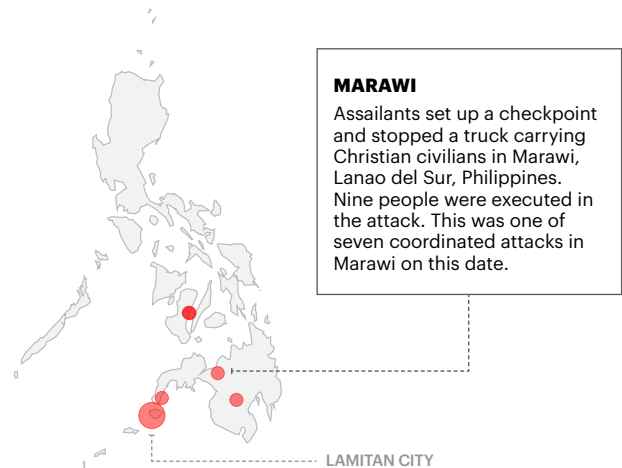 MARAWI
Assailants set up a checkpoint
and stopped a truck carrying
Christian civilians in Marawi,
Lanao del Sur, Philippines.
Nine people were executed in
the attack. This was one of
seven coordinated attacks in
Marawi on this date.
LAMITAN CITY